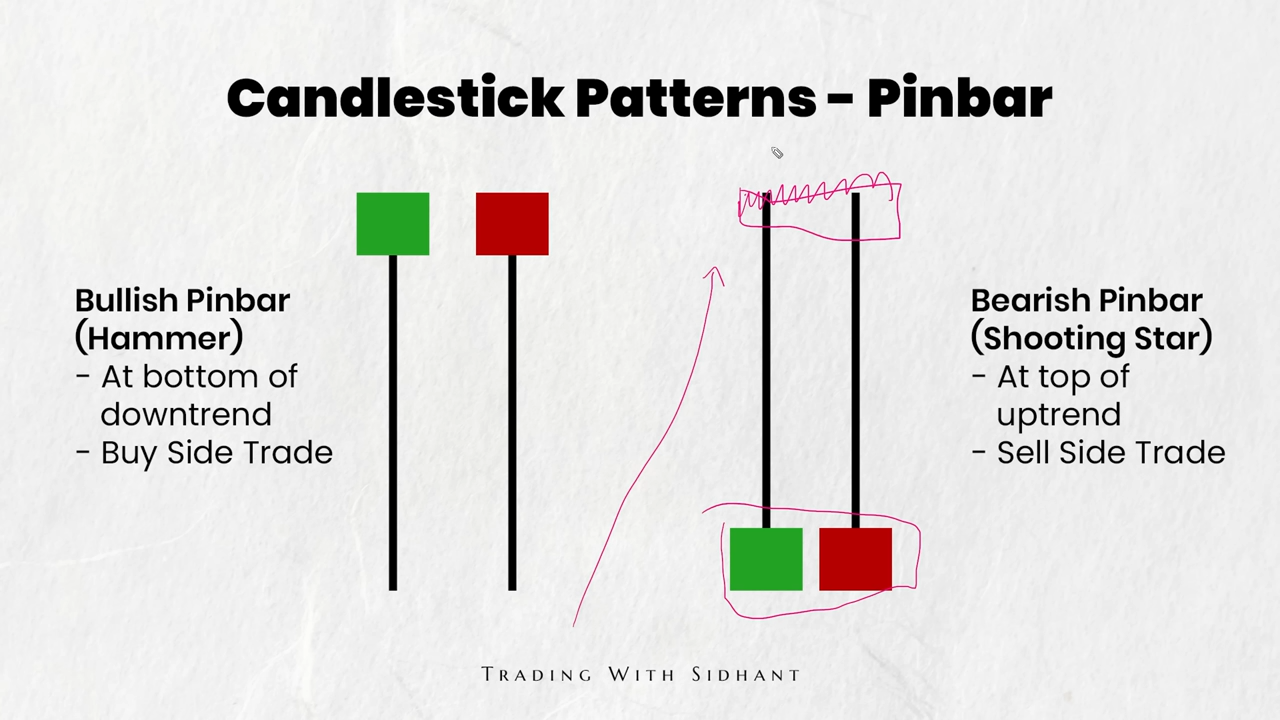 Candlestick Patterns - Pinbar
Bullish Pinbar
(Hammer)
- At bottom of
downtrend
- Buy Side Trade
Bearish Pinbar
(Shooting Star)
- At top of
uptrend
- Sell Side Trade
Trading With Sidhant